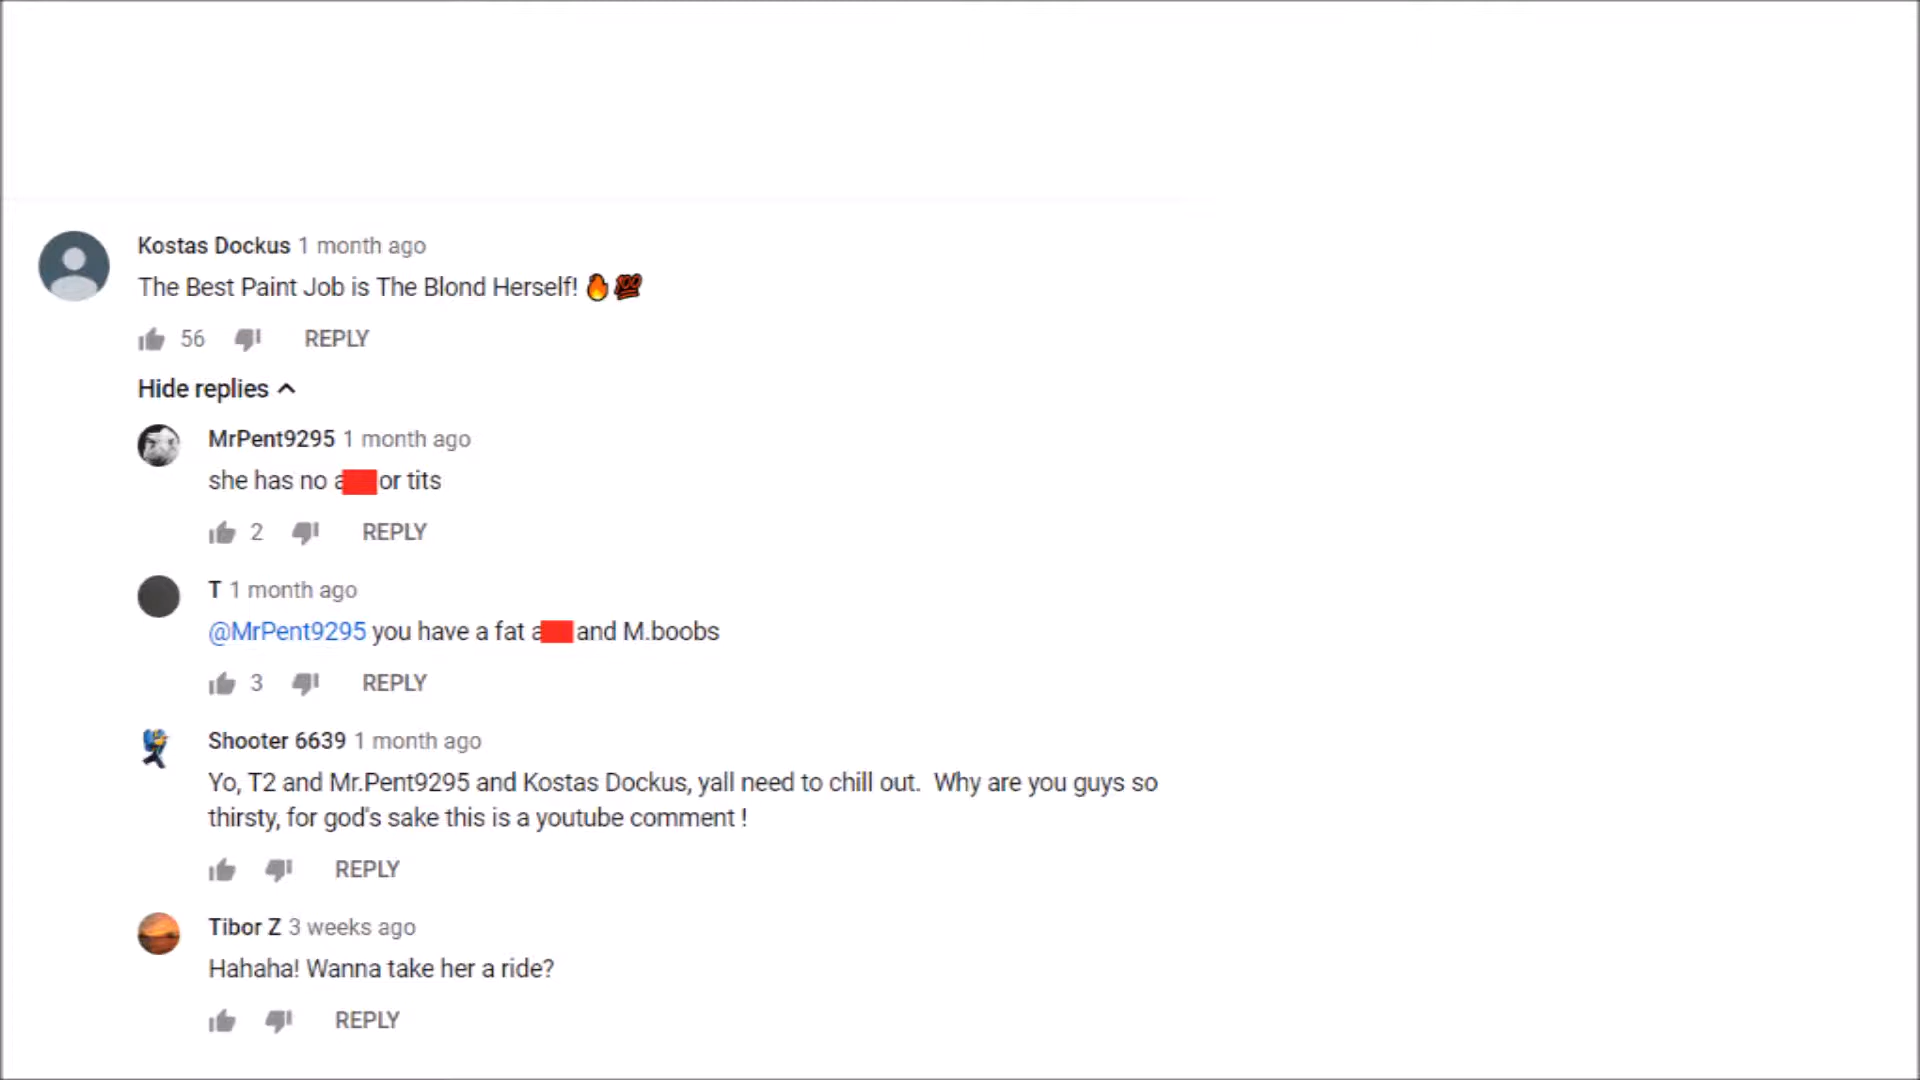 Kostas Dockus 1 month ago
The Best Paint Job is The Blond Herself! 🔥💯
56 REPLY
Hide replies
MrPent9295 1 month ago
she has no a or tits
2 REPLY
T 1 month ago
@MrPent9295 you have a fat a and M.boobs
3 REPLY
Shooter 6639 1 month ago
Yo, T2 and Mr.Pent9295 and Kostas Dockus, yall need to chill out. Why are you guys so
thirsty, for god's sake this is a youtube comment !
REPLY
Tibor Z 3 weeks ago
Hahaha! Wanna take her a ride?
REPLY